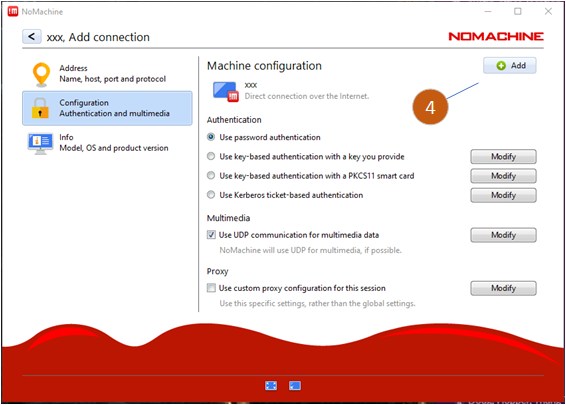 NoMachine
xxx, Add connection
NOMACHINE
Address
Name, host, port and protocol
Configuration
Authentication and multimedia
Info
Model, OS and product version
Machine configuration
Add
xxx
Direct connection over the Internet.
4
Authentication
Use password authentication
Use key-based authentication with a key you provide
Modify
Use key-based authentication with a PKCS11 smart card
Modify
Use Kerberos ticket-based authentication
Modify
Multimedia
Use UDP communication for multimedia data
Modify
NoMachine will use UDP for multimedia, if possible.
Proxy
Use custom proxy configuration for this session
Modify
Use this specific settings, rather than the global settings.